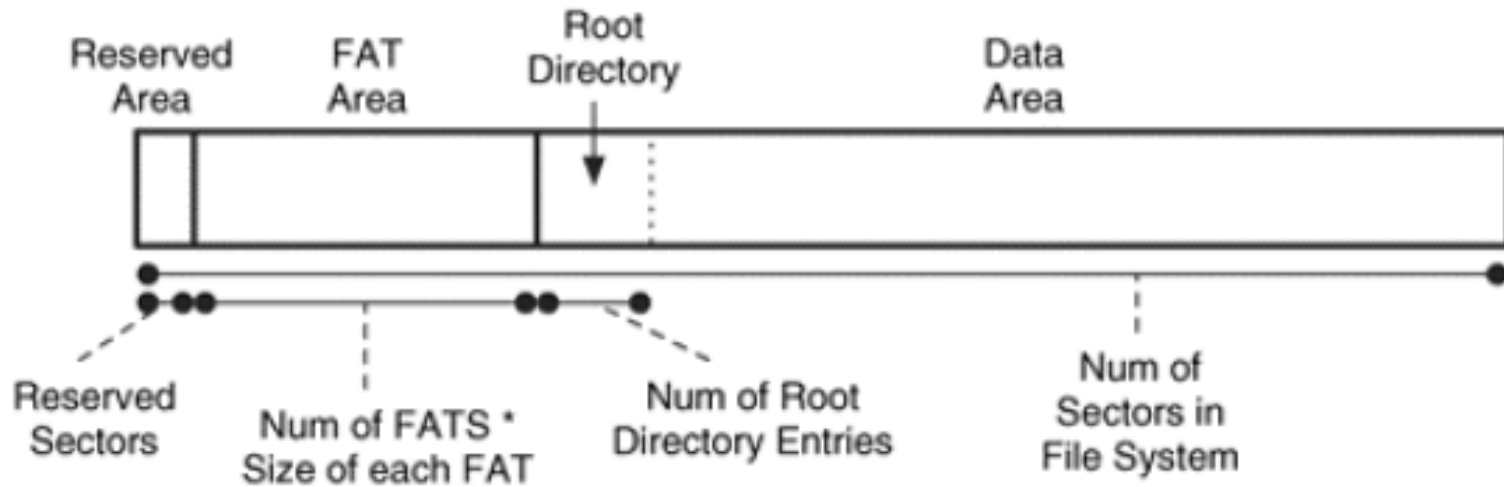 Reserved
Area
FAT
Area
Root
Directory
Data
Area
Reserved
Sectors
Num of FATS *
Size of each FAT
Num of Root
Directory Entries
Num of
Sectors in
File System